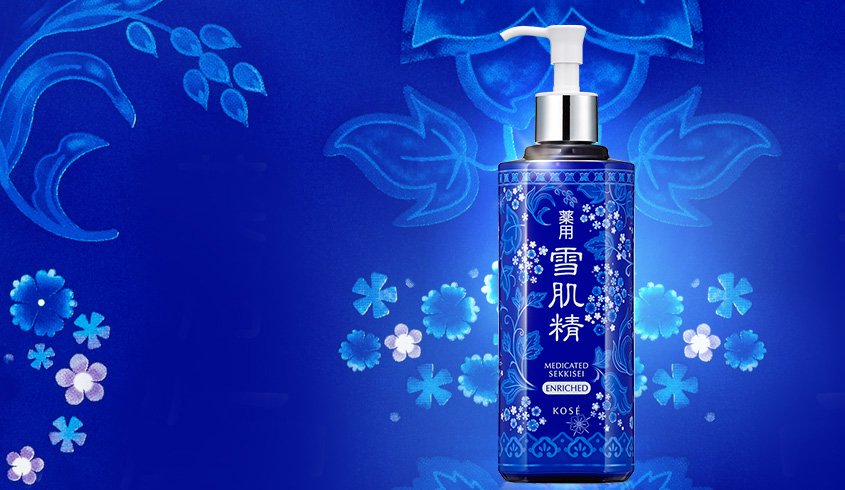 薬用
雪肌精
MEDICATED
SEKKISEI
ENRICHED
KOSÉ